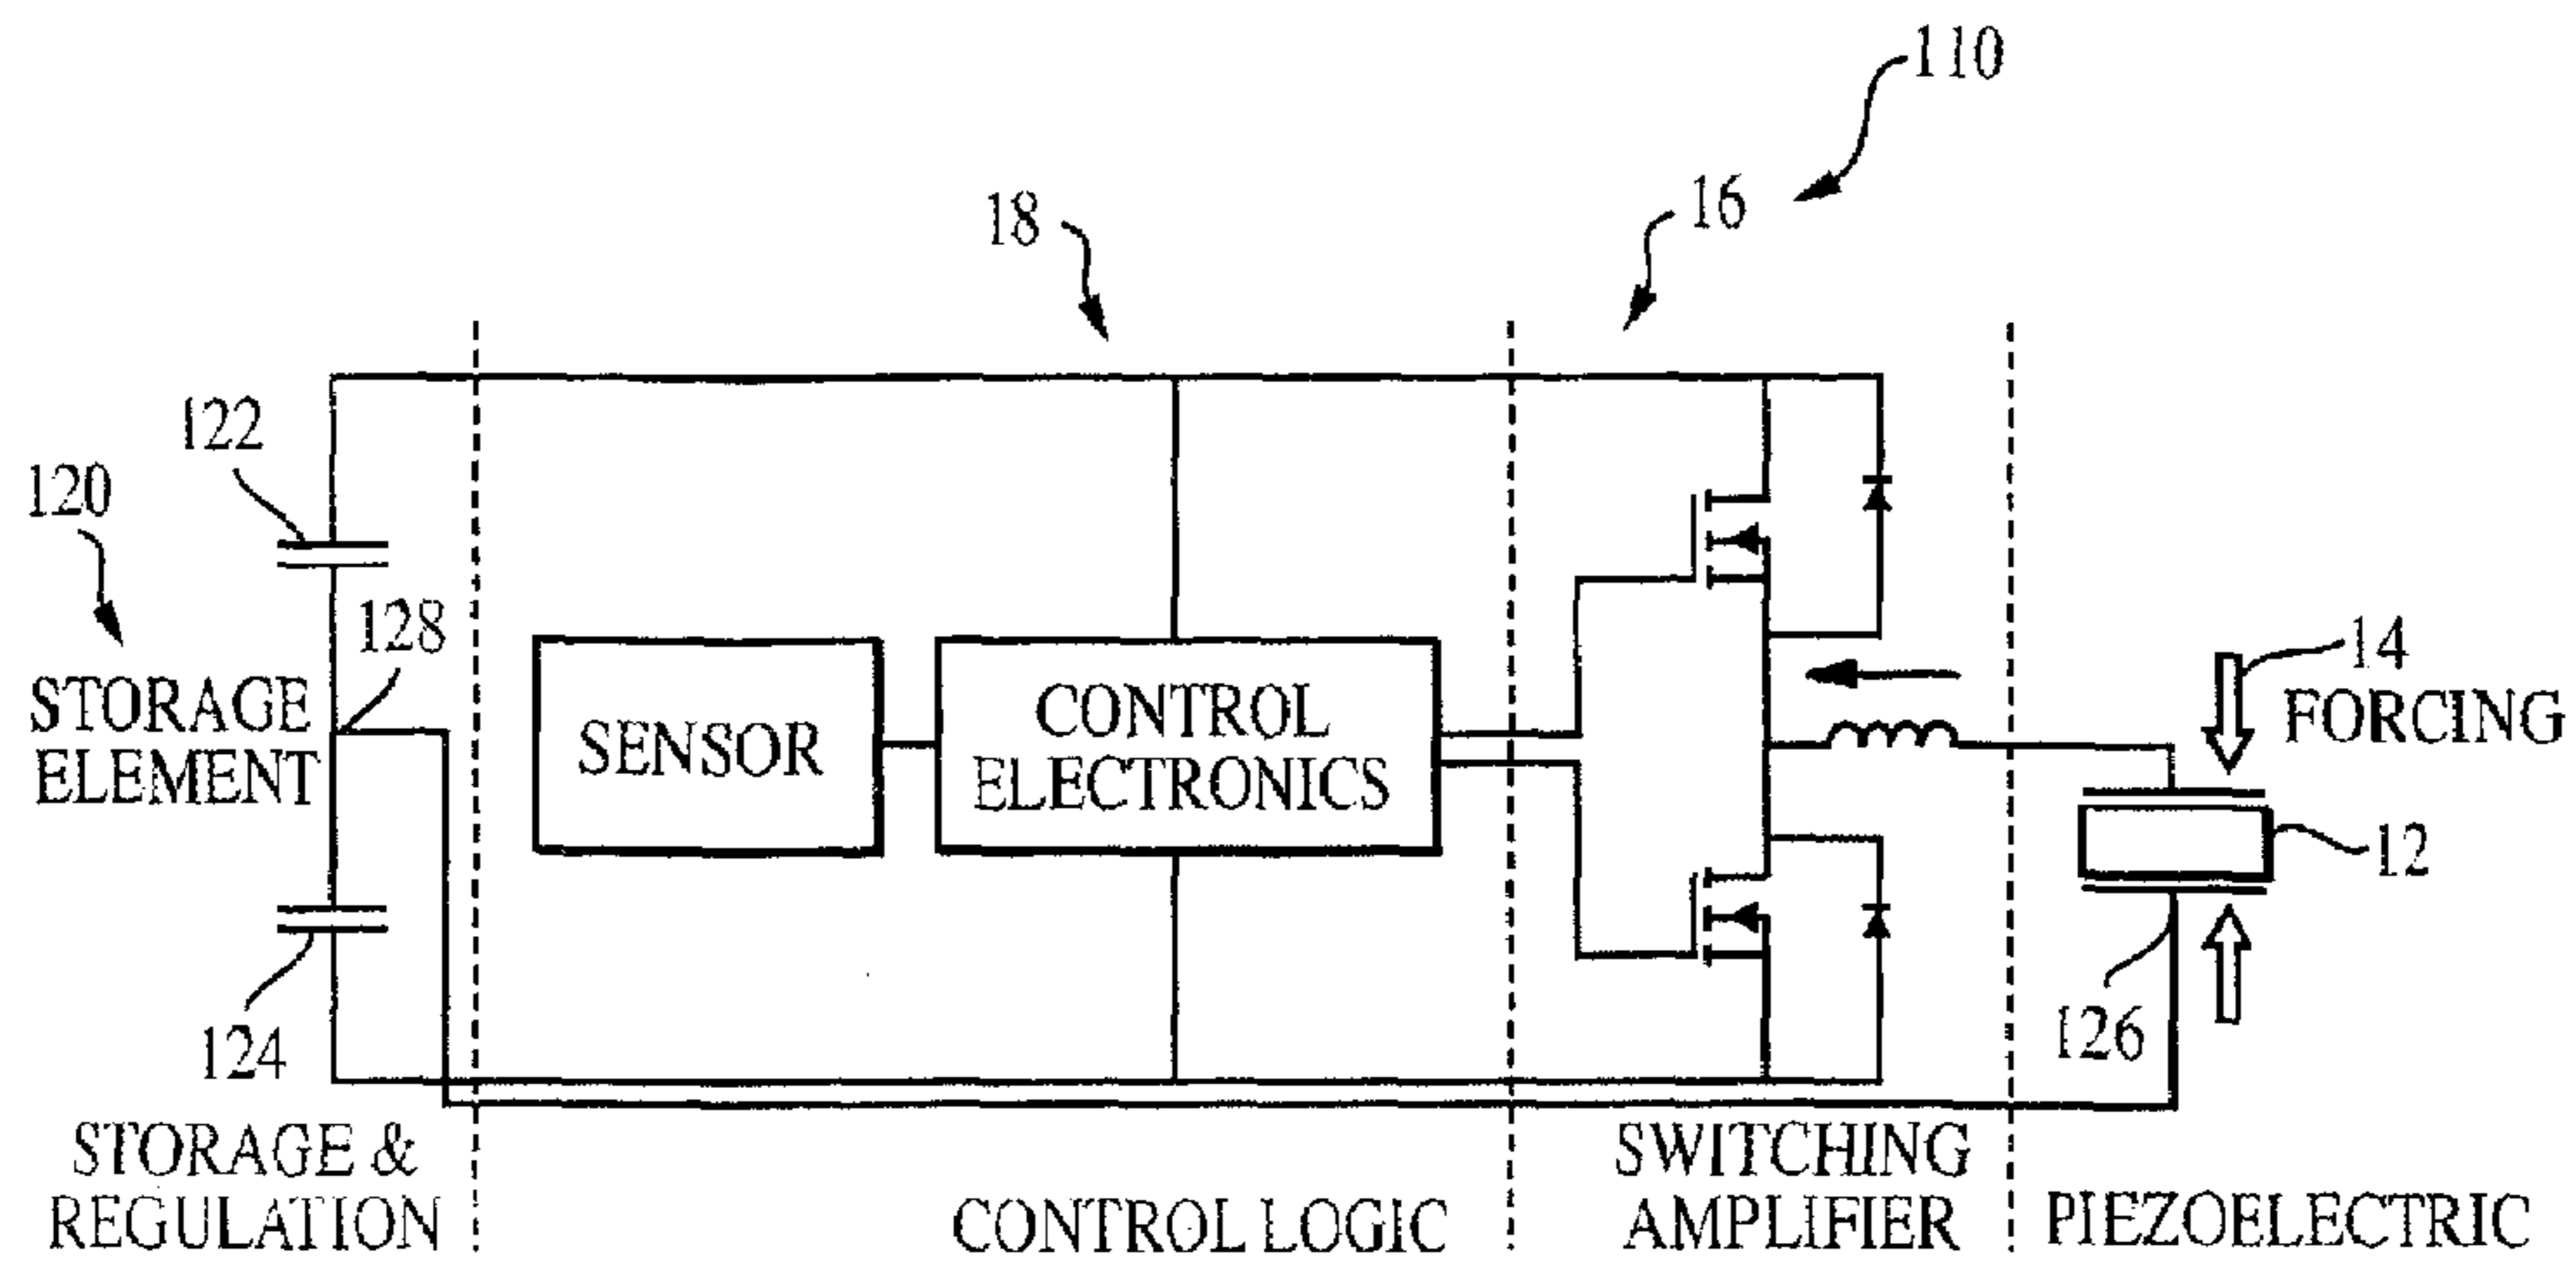 110
16
18
122
120
128
STORAGE
ELEMENT
SENSOR
CONTROL
ELECTRONICS
14
FORCING
12
124
126
STORAGE &
REGULATION
CONTROL LOGIC
SWITCHING
AMPLIFIER
PIEZOELECTRIC